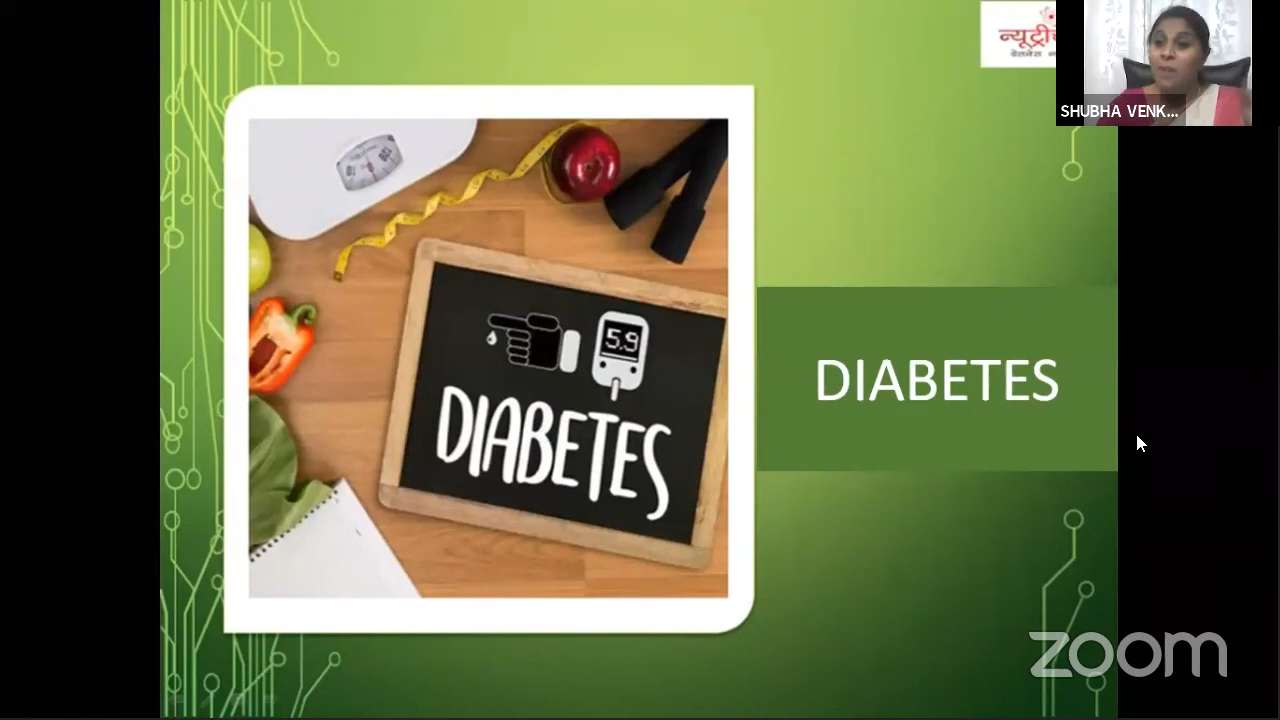 SHUBHA VENK...
5.9
DIABETES
DIABETES
zoom